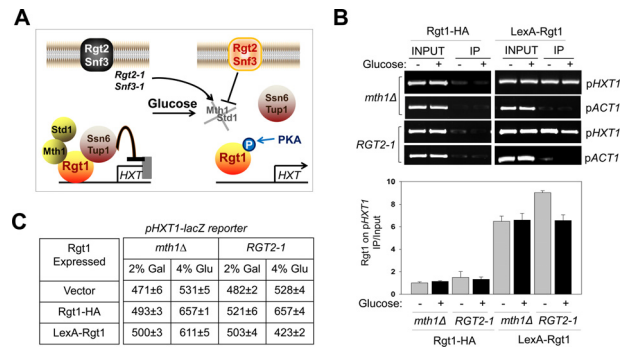 A
Rgt2
Snf3
Rgt2-1
Snf3-1
Rgt2
Snf3
Glucose
Mth1
Std1
Ssn6
Tup1
Std1
Mth1
Ssn6
Tup1
Rgt1
HXT
Rgt1
P
PKA
HXT
B
Rgt1-HA LexA-Rgt1
INPUT IP INPUT IP
Glucose: - + - + - + - +
mth1Δ
pHXT1
pACT1
RGT2-1
pHXT1
pACT1
Rgt1 on pHXT1
IP/Input
10
8
6
4
2
0
Glucose: - + - + - + - +
mth1Δ RGT2-1 mth1Δ RGT2-1
Rgt1-HA LexA-Rgt1
C
pHXT1-lacZ reporter
Rgt1
Expressed
mth1Δ RGT2-1
2% Gal 4% Glu 2% Gal 4% Glu
Vector 471±6 531±5 482±2 528±4
Rgt1-HA 493±3 657±1 521±6 657±4
LexA-Rgt1 500±3 611±5 503±4 423±2